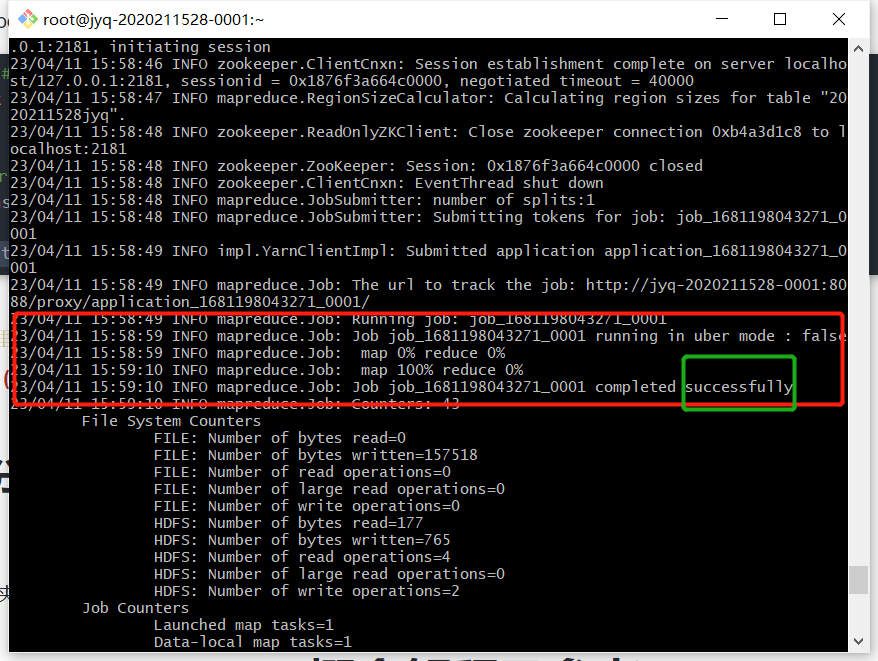 root@jyq-2020211528-0001:~
.0.1:2181, initiating session
23/04/11 15:58:46 INFO zookeeper.ClientCnxn: Session establishment complete on server localho
st/127.0.0.1:2181, sessionid = 0x1876f3a664c0000, negotiated timeout = 40000
23/04/11 15:58:47 INFO mapreduce.RegionSizeCalculator: Calculating region sizes for table "20
20211528jyq".
23/04/11 15:58:48 INFO zookeeper.ReadOnlyZKClient: Close zookeeper connection 0xb4a3d1c8 to l
ocalhost:2181
23/04/11 15:58:48 INFO zookeeper.ZooKeeper: Session: 0x1876f3a664c0000 closed
23/04/11 15:58:48 INFO zookeeper.ClientCnxn: EventThread shut down
23/04/11 15:58:48 INFO mapreduce.JobSubmitter: number of splits:1
23/04/11 15:58:48 INFO mapreduce.JobSubmitter: Submitting tokens for job: job_1681198043271_0
001
23/04/11 15:58:49 INFO impl.YarnClientImpl: Submitted application application_1681198043271_0
001
23/04/11 15:58:49 INFO mapreduce.Job: The url to track the job: http://jyq-2020211528-0001:80
88/proxy/application_1681198043271_0001/
23/04/11 15:58:49 INFO mapreduce.Job: Running job: job_1681198043271_0001
23/04/11 15:58:59 INFO mapreduce.Job: Job job_1681198043271_0001 running in uber mode : false
23/04/11 15:58:59 INFO mapreduce.Job:  map 0% reduce 0%
23/04/11 15:59:10 INFO mapreduce.Job:  map 100% reduce 0%
23/04/11 15:59:10 INFO mapreduce.Job: Job job_1681198043271_0001 completed successfully
23/04/11 15:59:10 INFO mapreduce.Job: Counters: 43
File System Counters
FILE: Number of bytes read=0
FILE: Number of bytes written=157518
FILE: Number of read operations=0
FILE: Number of large read operations=0
FILE: Number of write operations=0
HDFS: Number of bytes read=177
HDFS: Number of bytes written=765
HDFS: Number of read operations=4
HDFS: Number of large read operations=0
HDFS: Number of write operations=2
Job Counters
Launched map tasks=1
Data-local map tasks=1